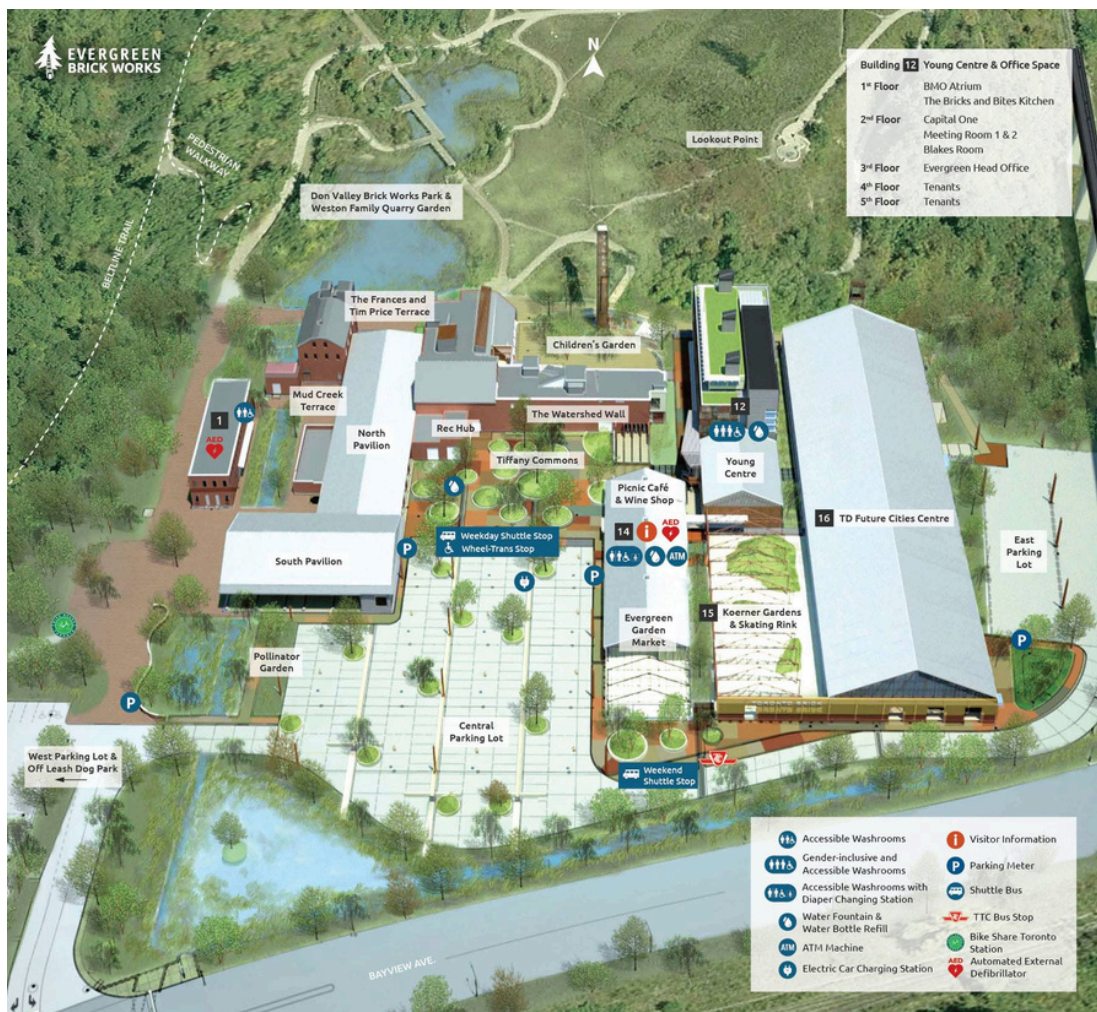 EVERGREEN
BRICK WORKS
N
Building 12 Young Centre & Office Space
1st Floor BMO Atrium
The Bricks and Bites Kitchen
2nd Floor Capital One
Meeting Room 1 & 2
Blakes Room
3rd Floor Evergreen Head Office
4th Floor Tenants
5th Floor Tenants
Lookout Point
PEDESTRIAN
WALKWAY
BELTLINE TRAIL
Don Valley Brick Works Park &
Weston Family Quarry Garden
The Frances and
Tim Price Terrace
Children's Garden
Mud Creek
Terrace
1
AED
North
Pavilion
Rec Hub
The Watershed Wall
12
Young
Centre
Tiffany Commons
Picnic Café
& Wine Shop
14
i
AED
ATM
16 TD Future Cities Centre
East
Parking
Lot
Weekday Shuttle Stop
Wheel-Trans Stop
P
P
South Pavilion
Evergreen
Garden
Market
15 Koerner Gardens
& Skating Rink
P
Pollinator
Garden
P
Central
Parking Lot
West Parking Lot &
Off Leash Dog Park
Weekend
Shuttle Stop
BAYVIEW AVE.
Accessible Washrooms
Gender-inclusive and
Accessible Washrooms
Accessible Washrooms with
Diaper Changing Station
Water Fountain &
Water Bottle Refill
ATM ATM Machine
Electric Car Charging Station
i Visitor Information
P Parking Meter
Shuttle Bus
TTC Bus Stop
Bike Share Toronto
Station
AED Automated External
Defibrillator